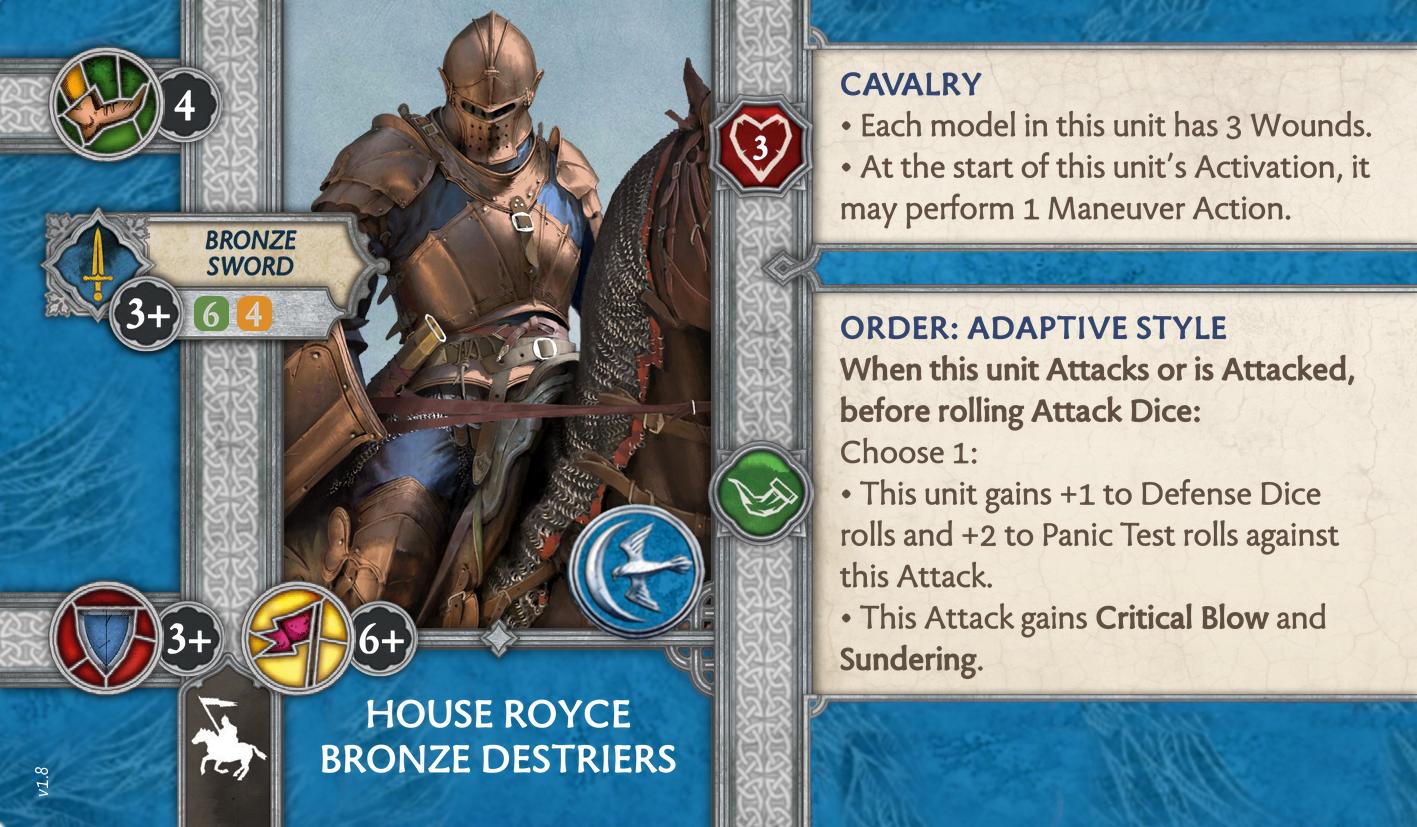 4
BRONZE
SWORD
3+ 6 4
3+ 6+
HOUSE ROYCE
BRONZE DESTRIERS
v1.8
3
CAVALRY
• Each model in this unit has 3 Wounds.
• At the start of this unit's Activation, it
may perform 1 Maneuver Action.
ORDER: ADAPTIVE STYLE
When this unit Attacks or is Attacked,
before rolling Attack Dice:
Choose 1:
• This unit gains +1 to Defense Dice
rolls and +2 to Panic Test rolls against
this Attack.
• This Attack gains Critical Blow and
Sundering.